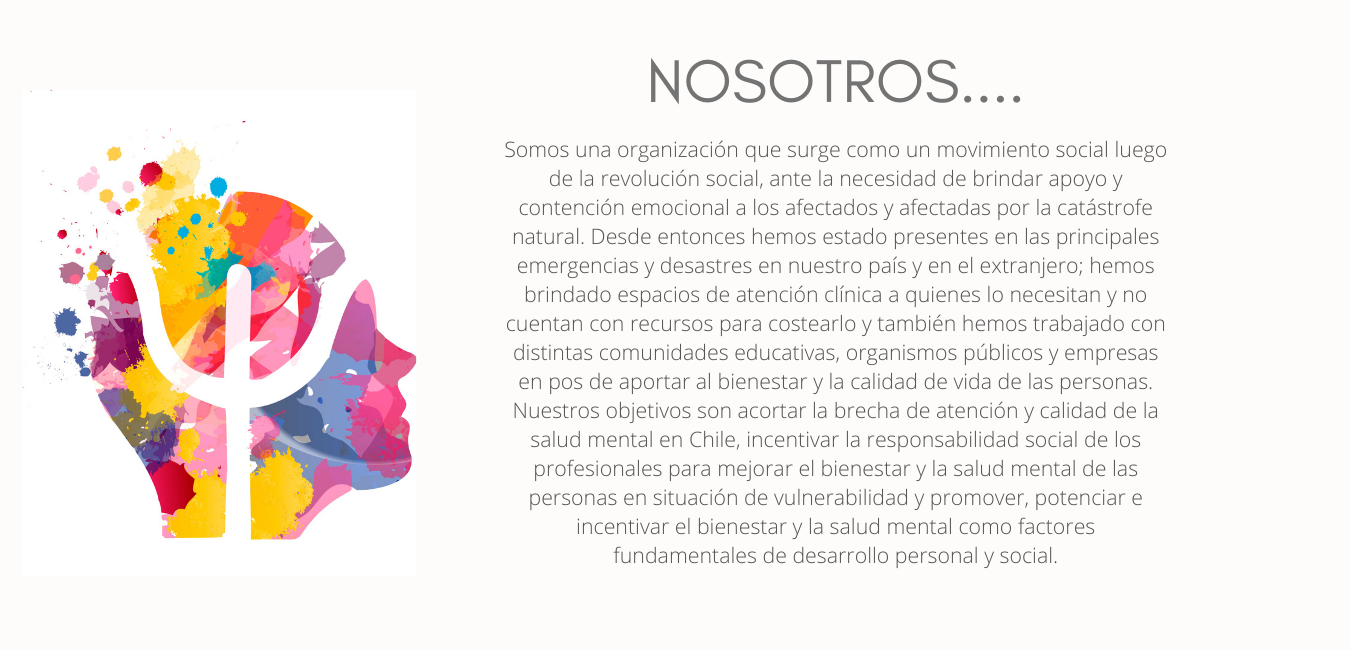 NOSOTROS....
Somos una organización que surge como un movimiento social luego
de la revolución social, ante la necesidad de brindar apoyo y
contención emocional a los afectados y afectadas por la catástrofe
natural. Desde entonces hemos estado presentes en las principales
emergencias y desastres en nuestro país y en el extranjero; hemos
brindado espacios de atención clínica a quienes lo necesitan y no
cuentan con recursos para costearlo y también hemos trabajado con
distintas comunidades educativas, organismos públicos y empresas
en pos de aportar al bienestar y la calidad de vida de las personas.
Nuestros objetivos son acortar la brecha de atención y calidad de la
salud mental en Chile, incentivar la responsabilidad social de los
profesionales para mejorar el bienestar y la salud mental de las
personas en situación de vulnerabilidad y promover, potenciar e
incentivar el bienestar y la salud mental como factores
fundamentales de desarrollo personal y social.